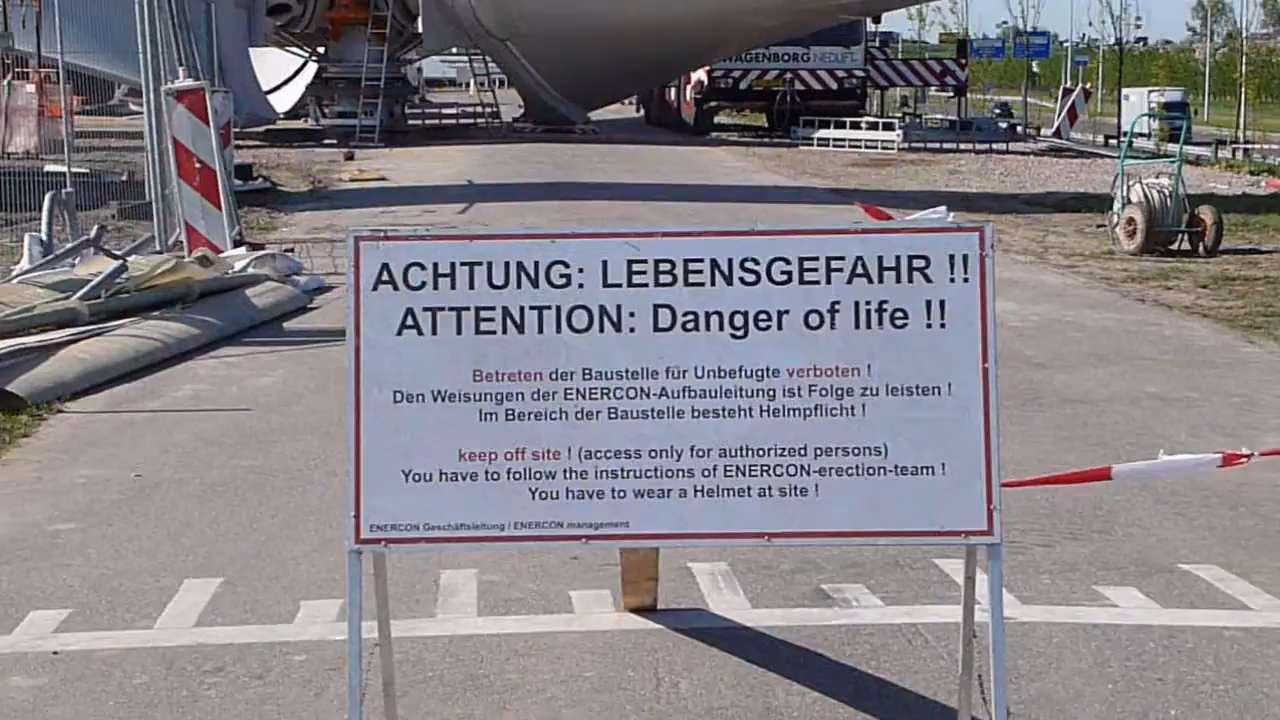 WAGENBORG NEDLIFT
ACHTUNG: LEBENSGEFAHR !!
ATTENTION: Danger of life !!
Betreten der Baustelle für Unbefugte verboten !
Den Weisungen der ENERCON-Aufbauleitung ist Folge zu leisten !
Im Bereich der Baustelle besteht Helmpflicht !
keep off site ! (access only for authorized persons)
You have to follow the instructions of ENERCON-erection-team !
You have to wear a Helmet at site !
ENERCON Geschäftsleitung / ENERCON management